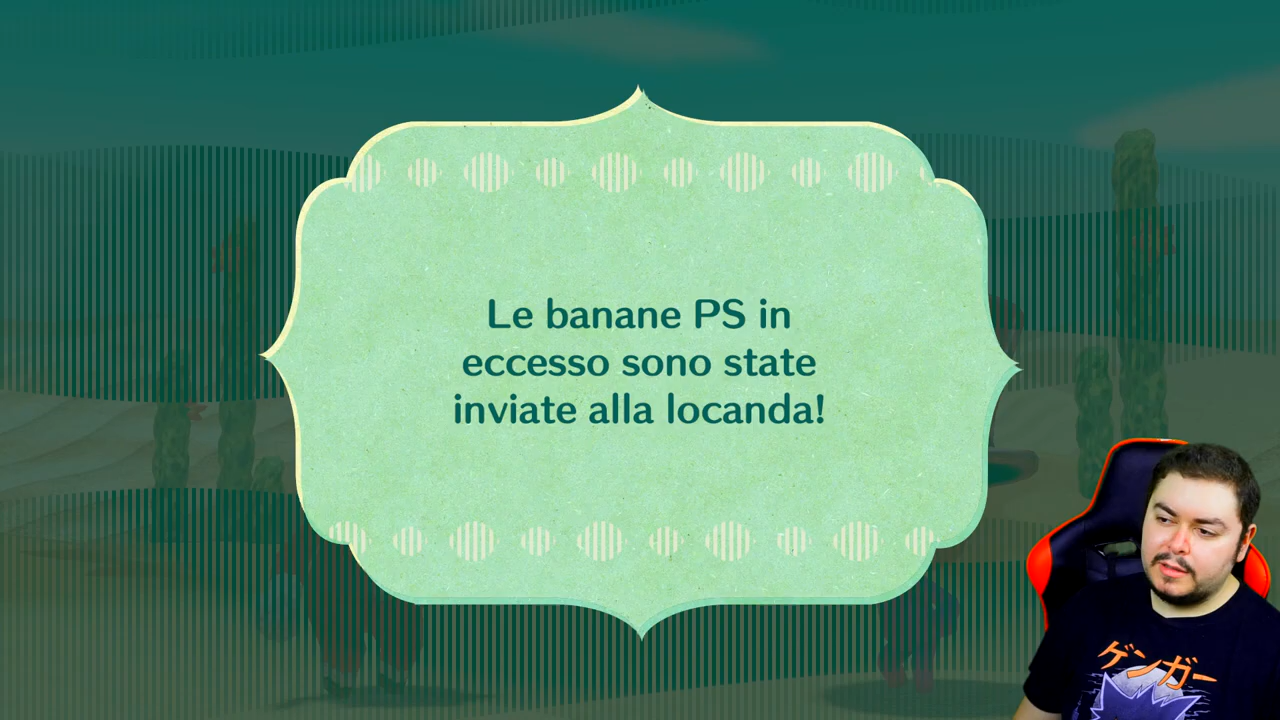 Le banane PS in
eccesso sono state
inviate alla locanda!
ゲンガー